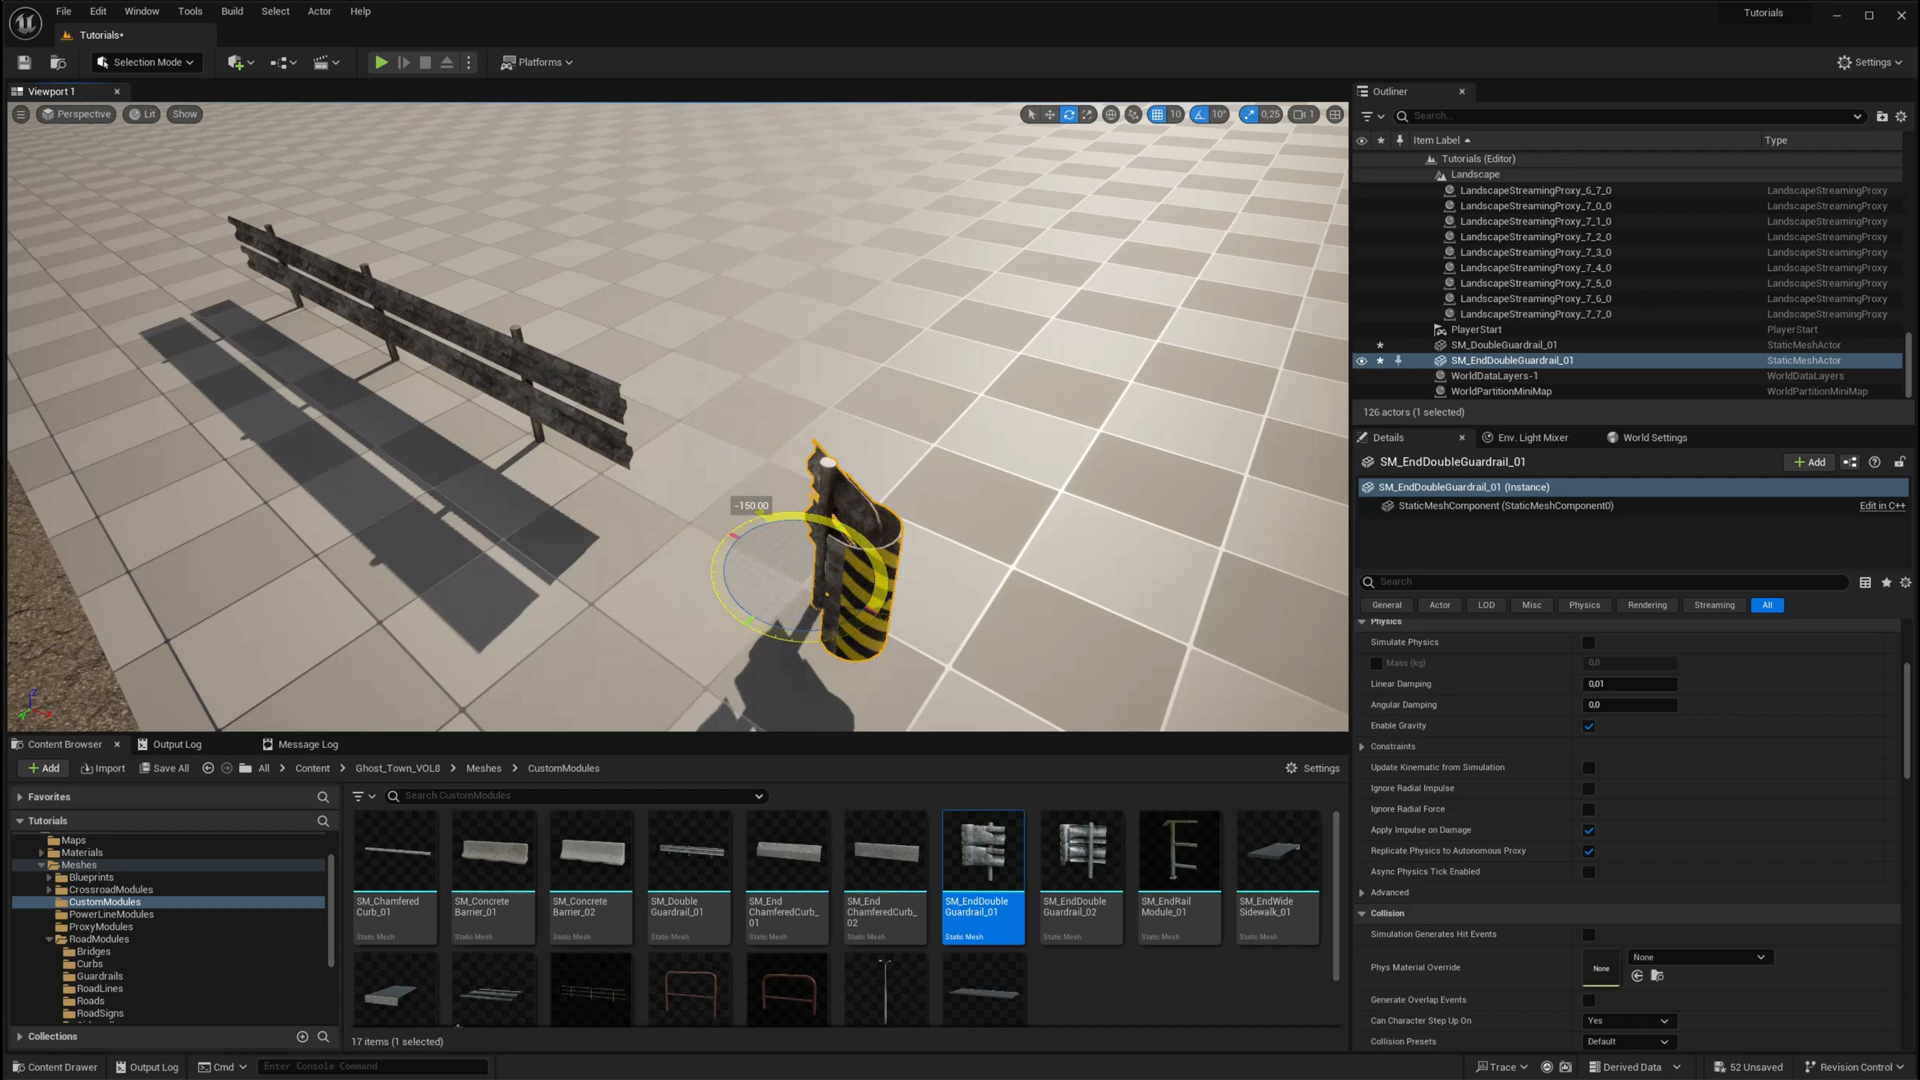 File Edit Window Tools Build Select Actor Help
Tutorials
Tutorials•
Selection Mode
Platforms
Settings
Viewport 1
Perspective Lit Show
10 10° 0,25 1
-150.00
Outliner
Search...
Item Label Type
Tutorials (Editor)
Landscape
LandscapeStreamingProxy_6_7_0 LandscapeStreamingProxy
LandscapeStreamingProxy_7_0_0 LandscapeStreamingProxy
LandscapeStreamingProxy_7_1_0 LandscapeStreamingProxy
LandscapeStreamingProxy_7_2_0 LandscapeStreamingProxy
LandscapeStreamingProxy_7_3_0 LandscapeStreamingProxy
LandscapeStreamingProxy_7_4_0 LandscapeStreamingProxy
LandscapeStreamingProxy_7_5_0 LandscapeStreamingProxy
LandscapeStreamingProxy_7_6_0 LandscapeStreamingProxy
LandscapeStreamingProxy_7_7_0 LandscapeStreamingProxy
PlayerStart PlayerStart
SM_DoubleGuardrail_01 StaticMeshActor
SM_EndDoubleGuardrail_01 StaticMeshActor
WorldDataLayers-1 WorldDataLayers
WorldPartitionMiniMap WorldPartitionMiniMap
126 actors (1 selected)
Details Env. Light Mixer World Settings
SM_EndDoubleGuardrail_01 Add
SM_EndDoubleGuardrail_01 (Instance)
StaticMeshComponent (StaticMeshComponent0) Edit in C++
Search
General Actor LOD Misc Physics Rendering Streaming All
Physics
Simulate Physics
Mass (kg) 0,0
Linear Damping 0,01
Angular Damping 0,0
Enable Gravity
Constraints
Update Kinematic from Simulation
Ignore Radial Impulse
Ignore Radial Force
Apply Impulse on Damage
Replicate Physics to Autonomous Proxy
Async Physics Tick Enabled
Advanced
Collision
Simulation Generates Hit Events
Phys Material Override None None
Generate Overlap Events
Can Character Step Up On Yes
Collision Presets Default
Content Browser Output Log Message Log
Add Import Save All All Content Ghost_Town_VOL8 Meshes CustomModules Settings
Favorites
Tutorials
Maps
Materials
Meshes
Blueprints
CrossroadModules
CustomModules
PowerLineModules
ProxyModules
RoadModules
Bridges
Curbs
Guardrails
RoadLines
Roads
RoadSigns
Collections
Search CustomModules
SM_Chamfered
Curb_01
Static Mesh
SM_Concrete
Barrier_01
Static Mesh
SM_Concrete
Barrier_02
Static Mesh
SM_Double
Guardrail_01
Static Mesh
SM_End
ChamferedCurb_
01
Static Mesh
SM_End
ChamferedCurb_
02
Static Mesh
SM_EndDouble
Guardrail_01
Static Mesh
SM_EndDouble
Guardrail_02
Static Mesh
SM_EndRail
Module_01
Static Mesh
SM_EndWide
Sidewalk_01
Static Mesh
17 items (1 selected)
Content Drawer Output Log Cmd Enter Console Command
Trace Derived Data 52 Unsaved Revision Control